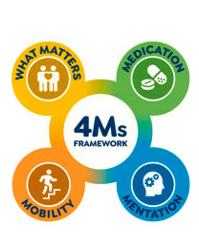 WHAT MATTERS
MEDICATION
4Ms
FRAMEWORK
MOBILITY
MENTATION